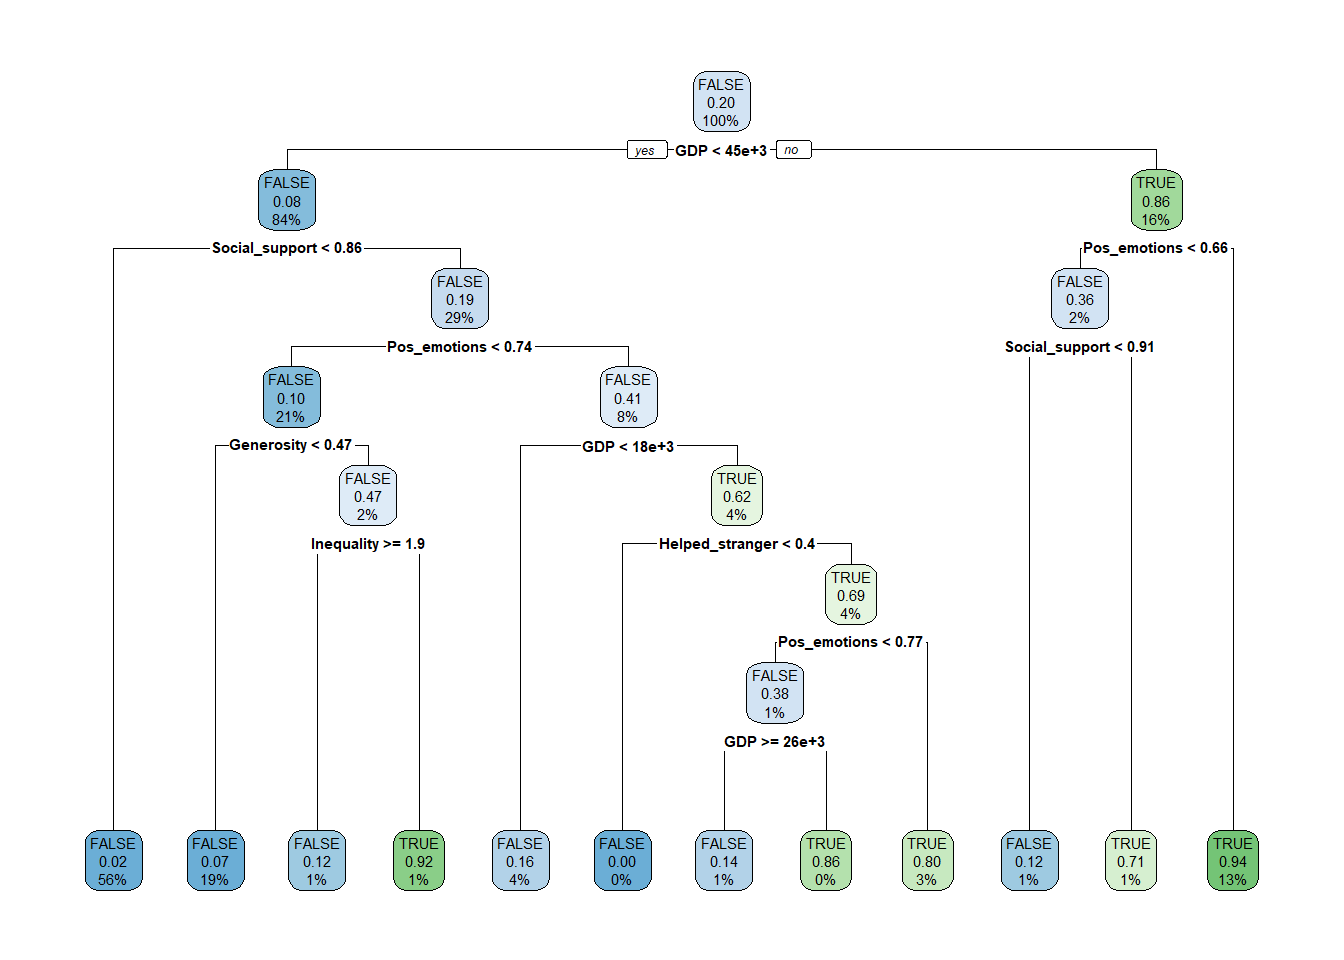 FALSE
0.20
100%
yes
GDP < 45e+3
no
FALSE
0.08
84%
TRUE
0.86
16%
Social_support < 0.86
Pos_emotions < 0.66
FALSE
0.19
29%
FALSE
0.36
2%
Pos_emotions < 0.74
Social_support < 0.91
FALSE
0.10
21%
FALSE
0.41
8%
Generosity < 0.47
GDP < 18e+3
FALSE
0.47
2%
TRUE
0.62
4%
Inequality >= 1.9
Helped_stranger < 0.4
TRUE
0.69
4%
Pos_emotions < 0.77
FALSE
0.38
1%
GDP >= 26e+3
FALSE
0.02
56%
FALSE
0.07
19%
FALSE
0.12
1%
TRUE
0.92
1%
FALSE
0.16
4%
FALSE
0.00
0%
FALSE
0.14
1%
TRUE
0.86
0%
TRUE
0.80
3%
FALSE
0.12
1%
TRUE
0.71
1%
TRUE
0.94
13%